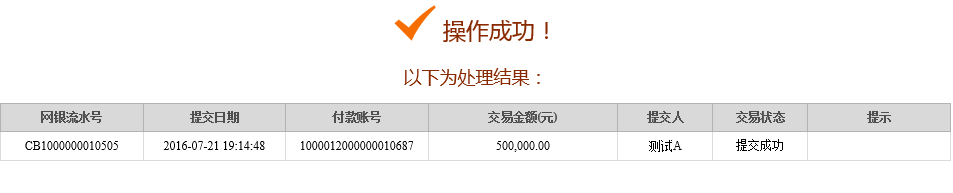 操作成功！
以下为处理结果：
网银流水号 提交日期 付款账号 交易金额(元) 提交人 交易状态 提示
CB1000000010505 2016-07-21 19:14:48 1000012000000010687 500,000.00 测试A 提交成功